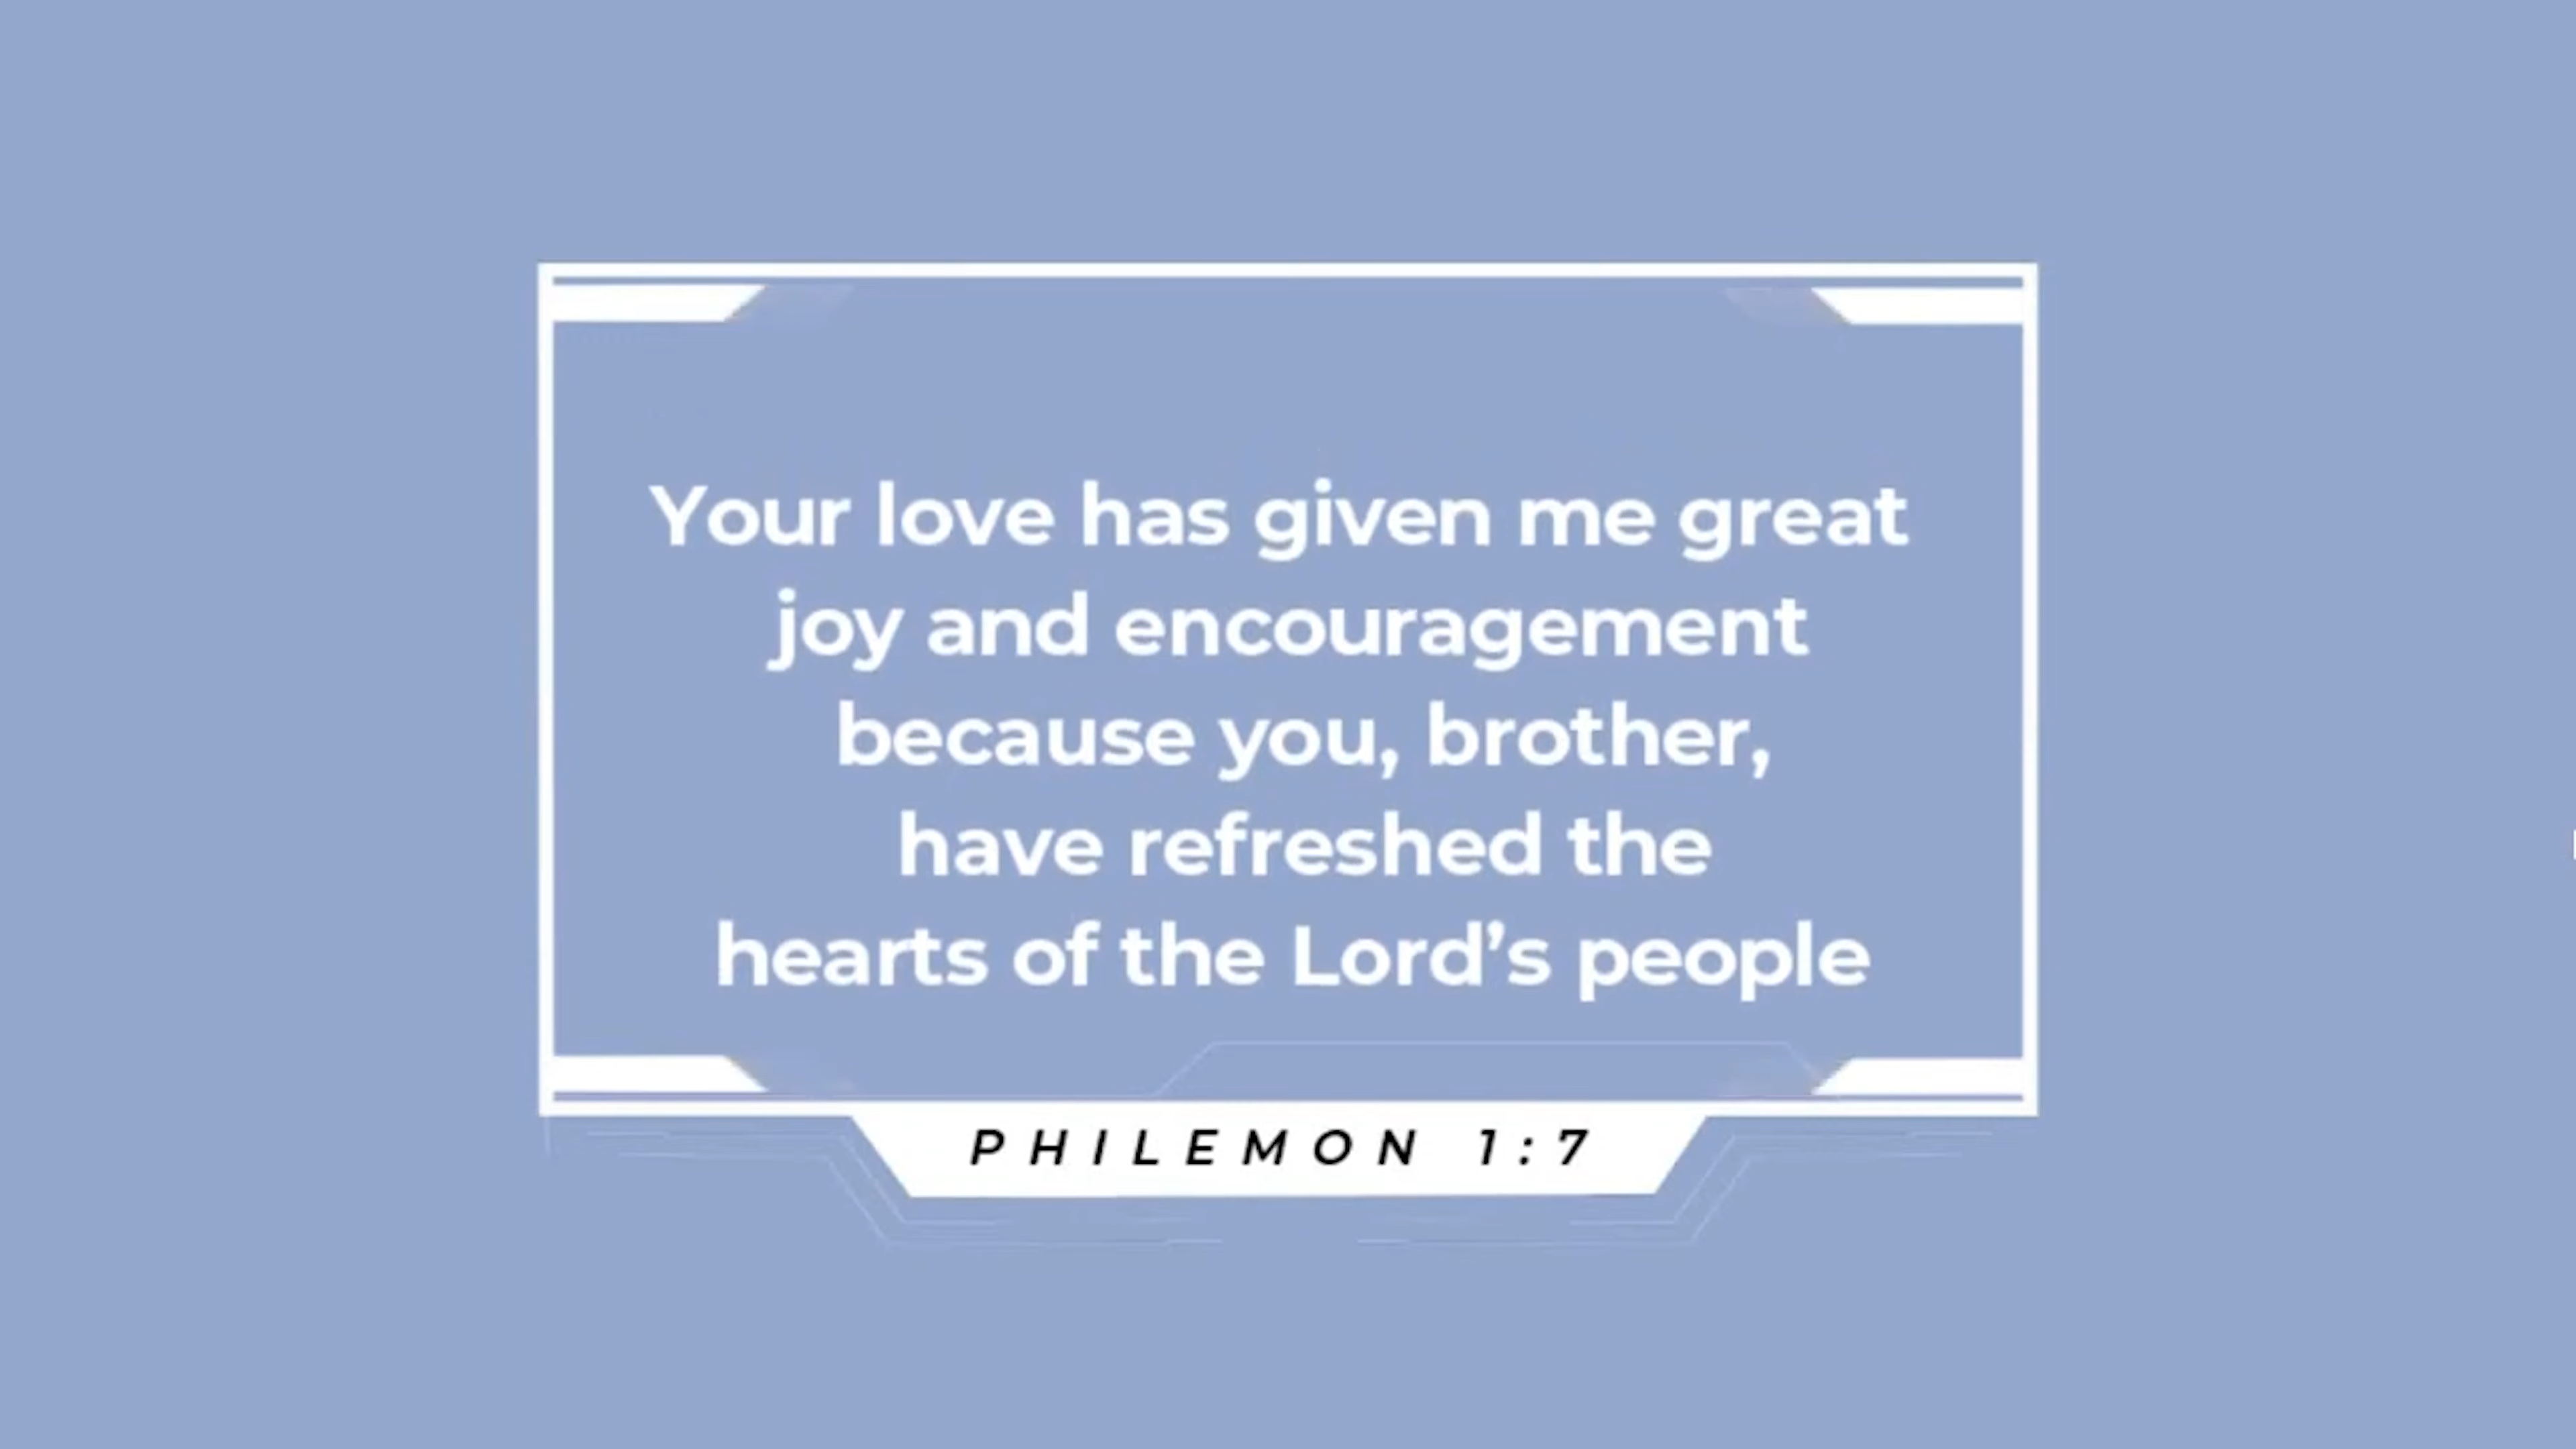 Your love has given me great
joy and encouragement
because you, brother,
have refreshed the
hearts of the Lord’s people
PHILEMON 1:7